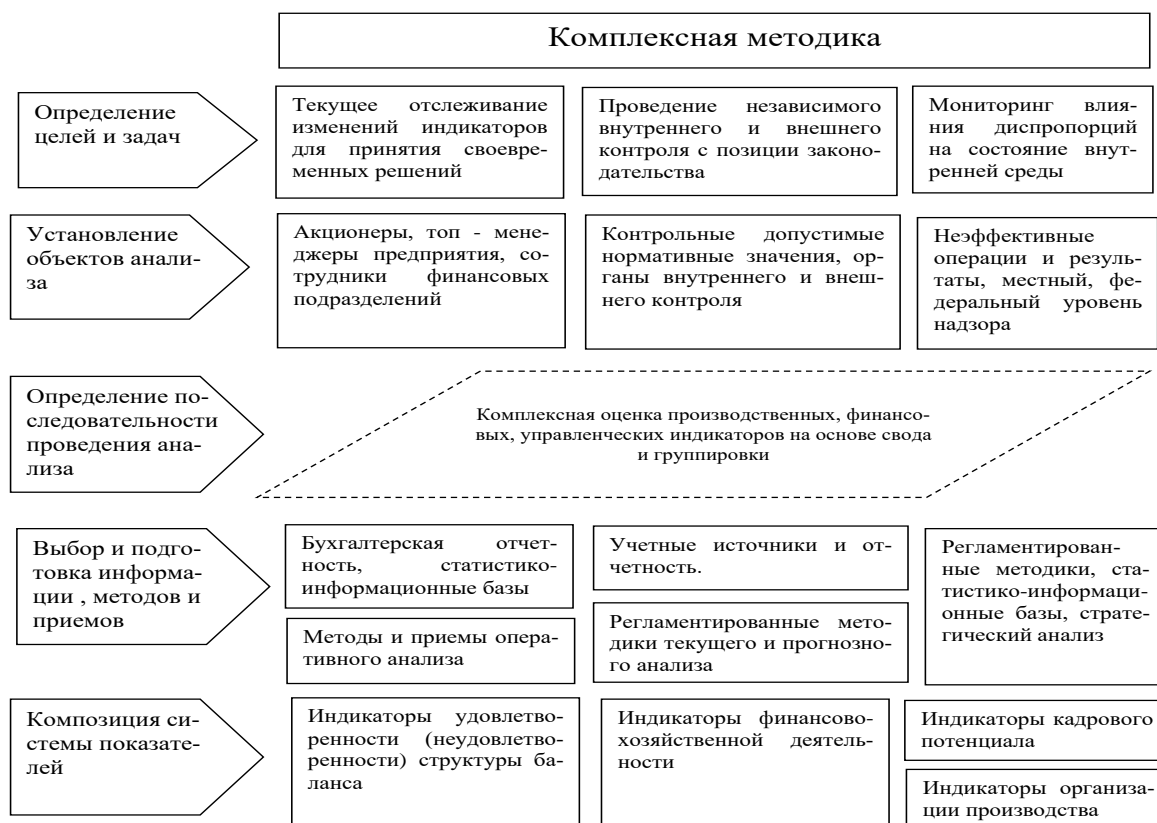 Комплексная методика
Определение
целей и задач
Текущее отслеживание
изменений индикаторов
для принятия своевре-
менных решений
Проведение независимого
внутреннего и внешнего
контроля с позиции законо-
дательства
Мониторинг влия-
ния диспропорций
на состояние внут-
ренней среды
Установление
объектов анали-
за
Акционеры, топ - мене-
джеры предприятия, со-
трудники финансовых
подразделений
Контрольные допустимые
нормативные значения, ор-
ганы внутреннего и внеш-
него контроля
Неэффективные
операции и резуль-
таты, местный, фе-
деральный уровень
надзора
Определение по-
следовательности
проведения ана-
лиза
Комплексная оценка производственных, финансо-
вых, управленческих индикаторов на основе свода
и группировки
Выбор и подго-
товка информа-
ции , методов и
приемов
Бухгалтерская отчет-
ность, статистико-
информационные базы
Методы и приемы опе-
ративного анализа
Учетные источники и от-
четность.
Регламентированные мето-
дики текущего и прогнозно-
го анализа
Регламентирован-
ные методики, ста-
тистико-информаци-
онные базы, страте-
гический анализ
Композиция си-
стемы показате-
лей
Индикаторы удовлетво-
ренности (неудовлетво-
ренности) структуры ба-
ланса
Индикаторы финансово-
хозяйственной деятель-
ности
Индикаторы кадрового
потенциала
Индикаторы организа-
ции производства